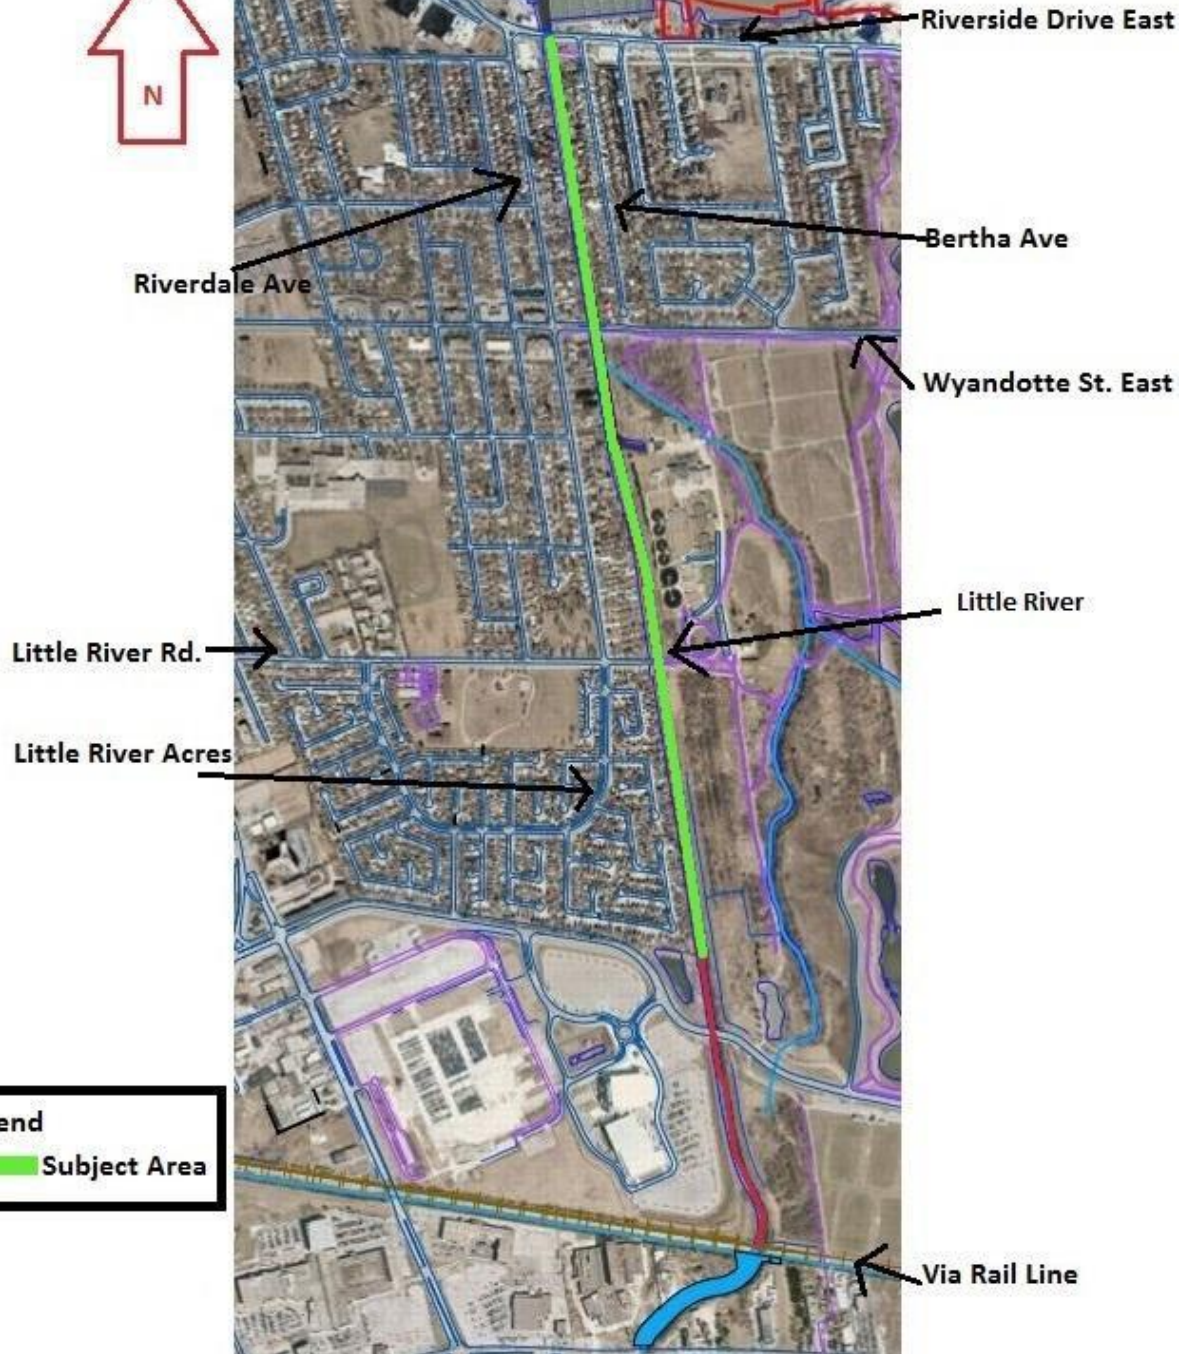 Riverside Drive East
N
Bertha Ave
Riverdale Ave
Wyandotte St. East
Little River
Little River Rd.
Little River Acres
end
Subject Area
Via Rail Line